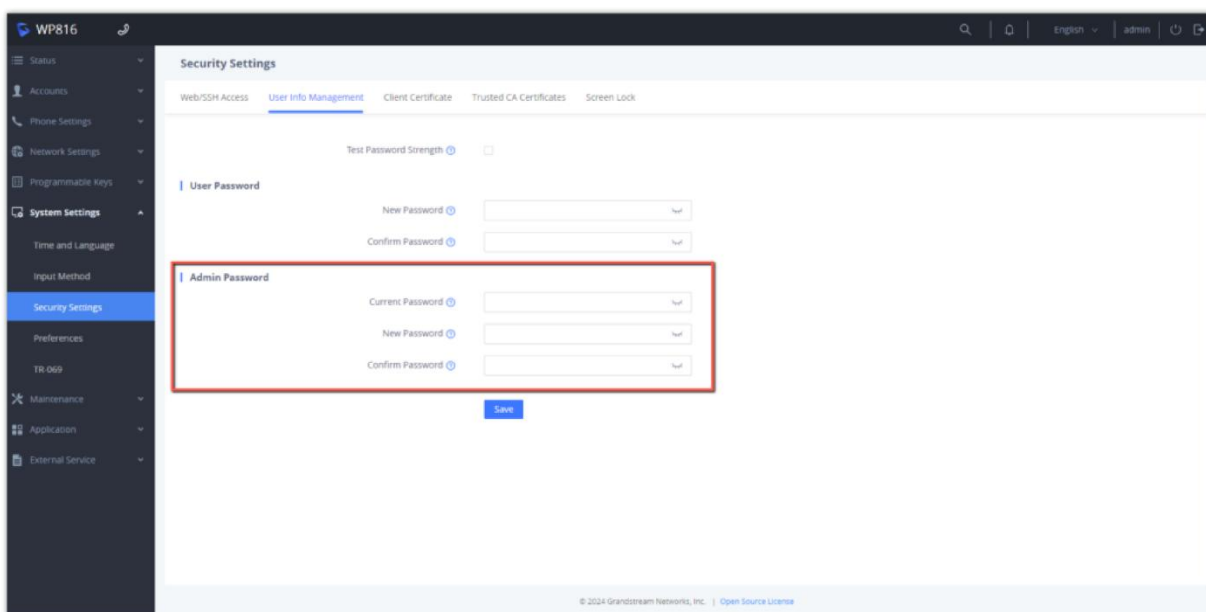 WP816
English
admin
Status
Accounts
Phone Settings
Network Settings
Programmable Keys
System Settings
Time and Language
Input Method
Security Settings
Preferences
TR-069
Maintenance
Application
External Service
Security Settings
Web/SSH Access User Info Management Client Certificate Trusted CA Certificates Screen Lock
Test Password Strength
User Password
New Password
Confirm Password
Admin Password
Current Password
New Password
Confirm Password
Save
© 2024 Grandstream Networks, Inc. | Open Source License